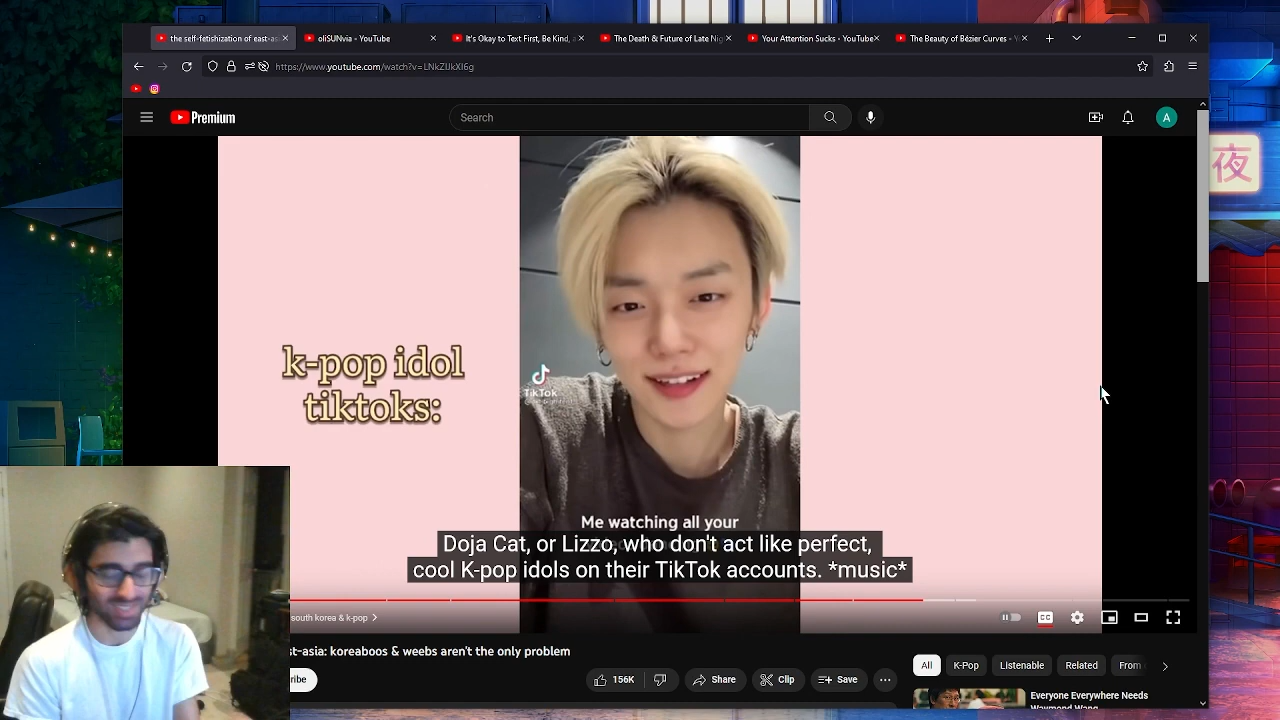 the self-fetishization of east-as
oliSUNvia - YouTube
It's Okay to Text First, Be Kind, a
The Death & Future of Late Nig
Your Attention Sucks - YouTube
The Beauty of Bézier Curves - Y
https://www.youtube.com/watch?v=LNkZlJkXl6g
Premium
Search
A
夜
k-pop idol
tiktoks:
TikTok
Me watching all your
Doja Cat, or Lizzo, who don't act like perfect,
cool K-pop idols on their TikTok accounts. *music*
south korea & k-pop
CC
st-asia: koreaboos & weebs aren't the only problem
ribe
156K
Share
Clip
Save
All
K-Pop
Listenable
Related
From
Everyone Everywhere Needs
Waymond Wang